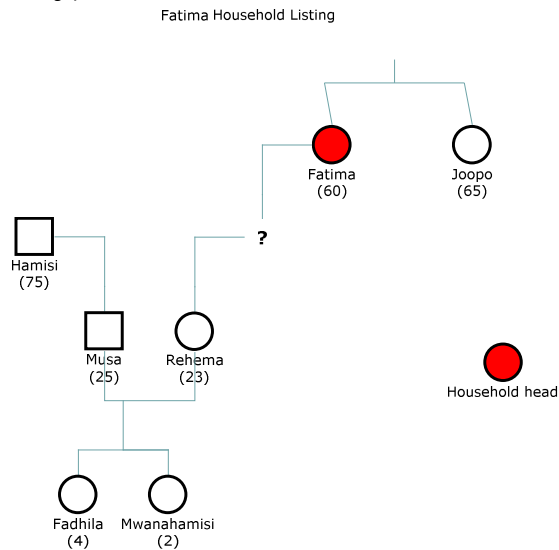 Fatima Household Listing
Fatima
(60)
Joopo
(65)
?
Hamisi
(75)
Musa
(25)
Rehema
(23)
Household head
Fadhila
(4)
Mwanahamisi
(2)